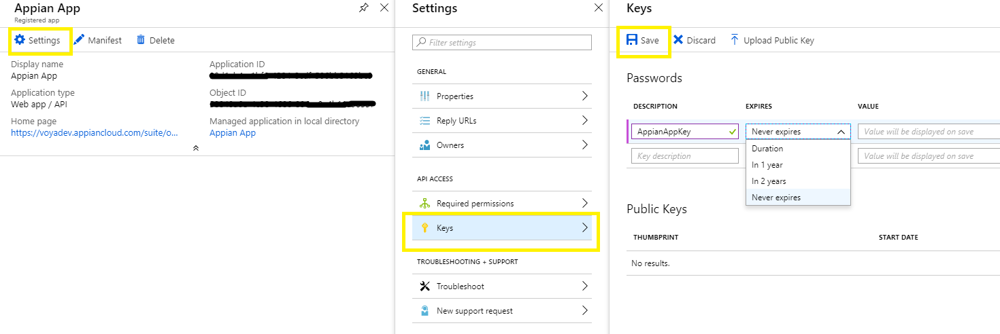 Appian App
Registered app
Settings
Manifest
Delete
Display name
Appian App
Application type
Web app / API
Home page
https://voyadev.appiancloud.com/suite/o...
Application ID
Object ID
Managed application in local directory
Appian App
Settings
Filter settings
GENERAL
Properties
Reply URLs
Owners
API ACCESS
Required permissions
Keys
TROUBLESHOOTING + SUPPORT
Troubleshoot
New support request
Keys
Save
Discard
Upload Public Key
Passwords
DESCRIPTION
EXPIRES
VALUE
AppianAppKey
Never expires
Value will be displayed on save
Key description
Value will be displayed on save
Duration
In 1 year
In 2 years
Never expires
Public Keys
THUMBPRINT
START DATE
No results.